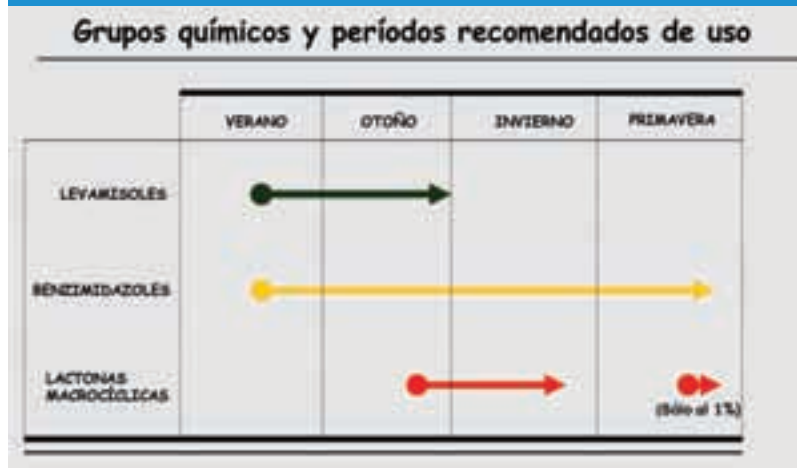 Grupos químicos y períodos recomendados de uso
VERANO OTOÑO INVIERNO PRIMAVERA
LEVAMISOLES
BENZIMIDAZOLES
LACTONAS
MACROCÍCLICAS
(Sólo al 1%)